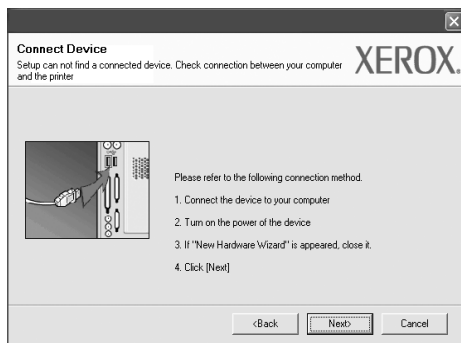 Connect Device
Setup can not find a connected device. Check connection between your computer
and the printer
XEROX.
Please refer to the following connection method.
1. Connect the device to your computer
2. Turn on the power of the device
3. If "New Hardware Wizard" is appeared, close it.
4. Click [Next]
<Back
Next>
Cancel